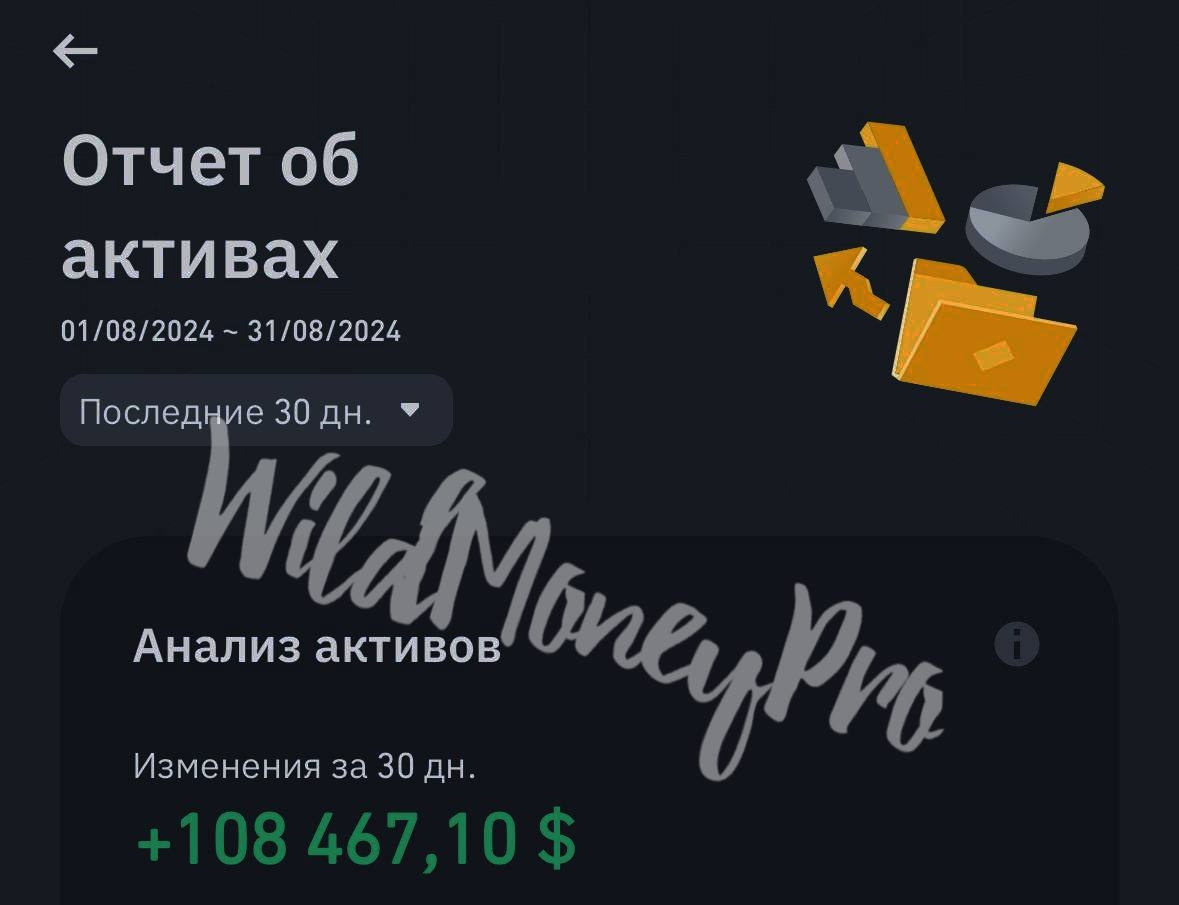 Отчет об
активах
01/08/2024 ~ 31/08/2024
Последние 30 дн.
WildMoneyPro
Анализ активов
Изменения за 30 дн.
+108 467,10 $